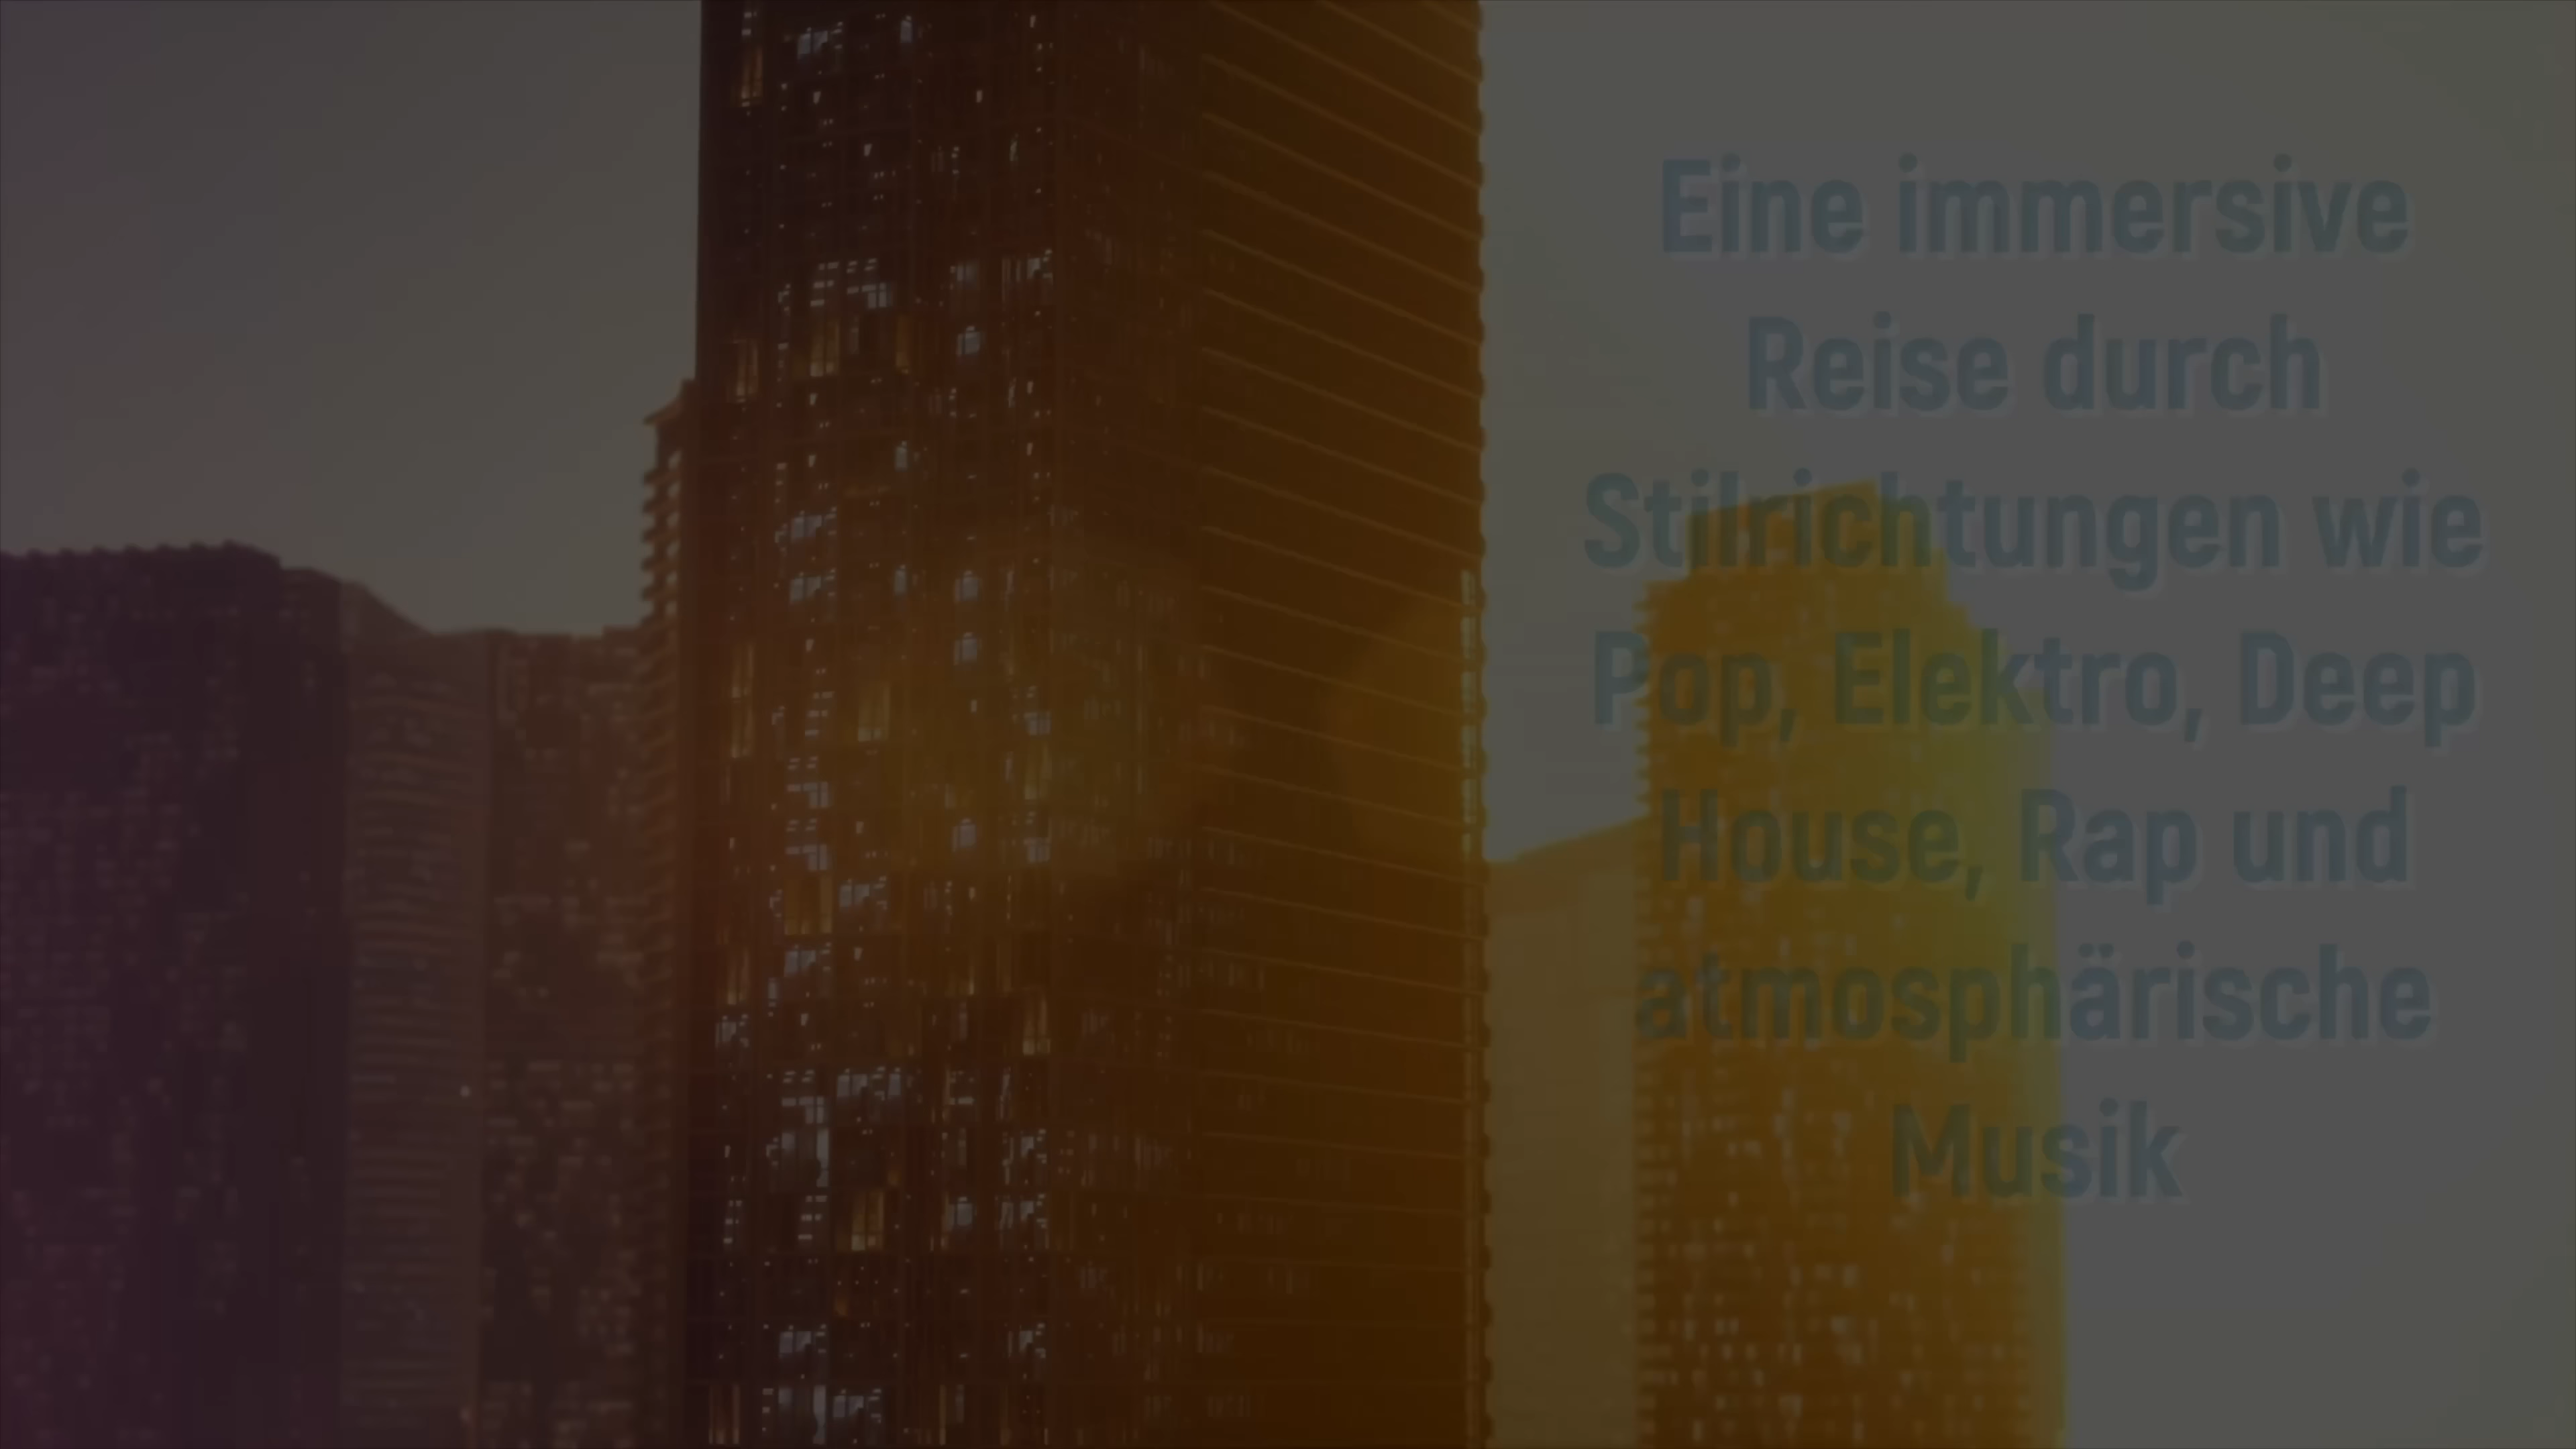 Eine immersive
Reise durch
Stilrichtungen wie
Pop, Elektro, Deep
House, Rap und
atmosphärische
Musik